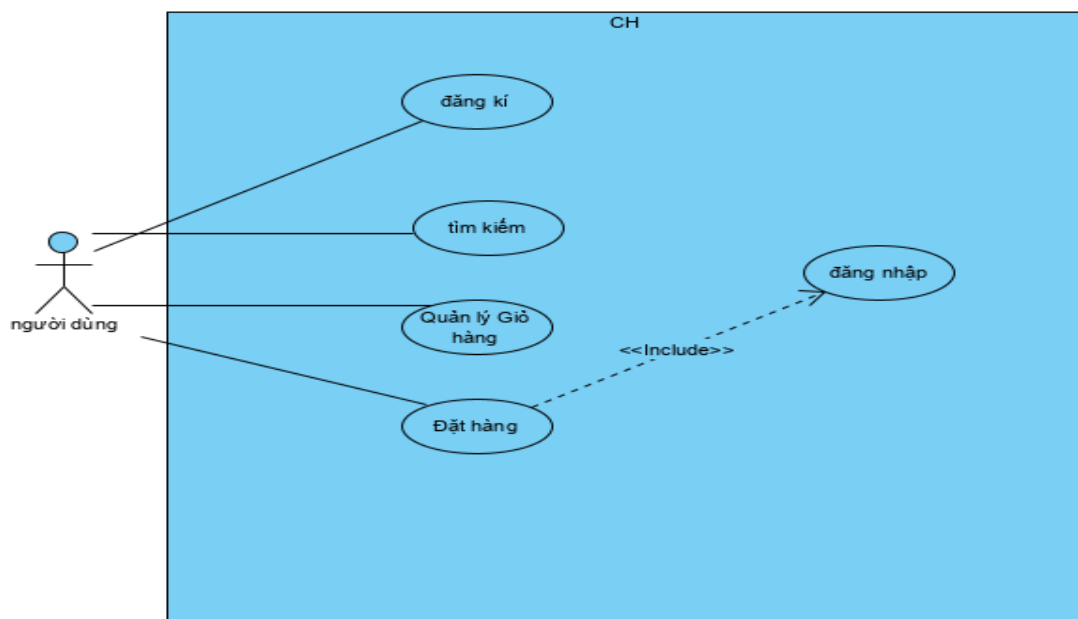 CH
đăng kí
tìm kiếm
đăng nhập
người dùng
Quản lý Giỏ
hàng
<<Include>>
Đặt hàng